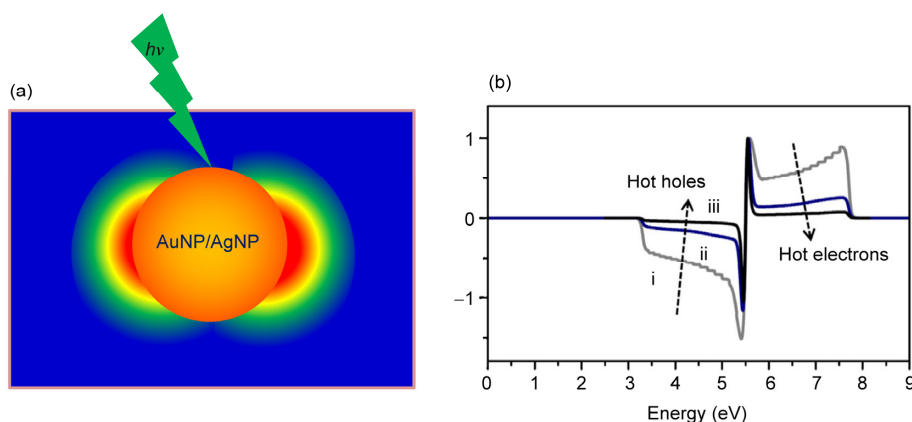 (a)
hν
AuNP/AgNP
(b)
1
0
−1
Hot holes
iii
ii
i
Hot electrons
0 1 2 3 4 5 6 7 8 9
Energy (eV)